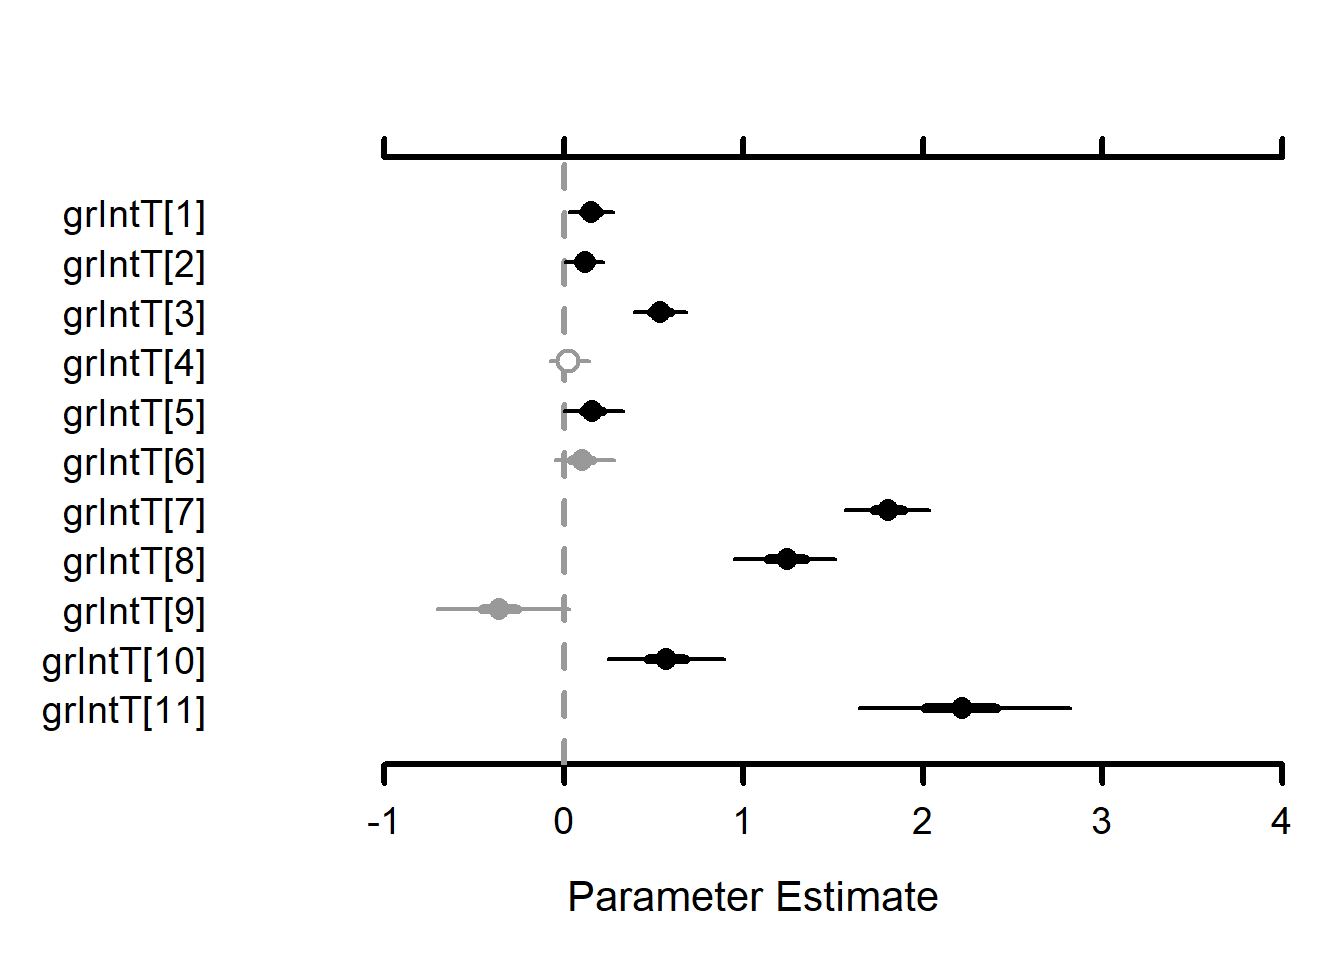 grIntT[1]
grIntT[2]
grIntT[3]
grIntT[4]
grIntT[5]
grIntT[6]
grIntT[7]
grIntT[8]
grIntT[9]
grIntT[10]
grIntT[11]
-1 0 1 2 3 4
Parameter Estimate